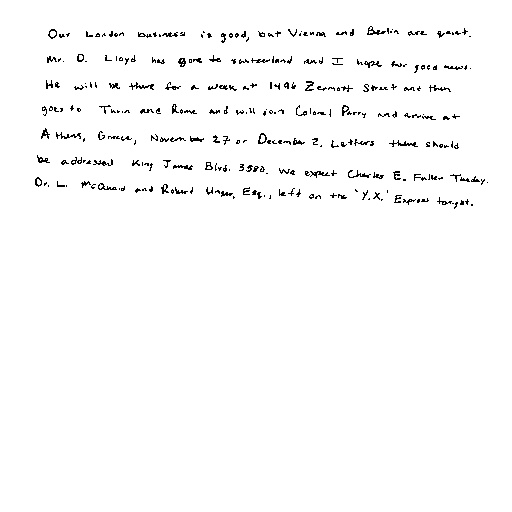 Our London business is good, but Vienna and Berlin are quiet.
Mr. D. Lloyd has gone to Switzerland and I hope for good news.
He will be there for a week at 1496 Zermott Street and then
goes to Turin and Rome and will join Colonel Parry and arrive at
Athens, Greece, November 27 or December 2. Letters there should
be addressed King James Blvd. 3580. We expect Charles E. Fuller Tuesday.
Dr. L. McQuaid and Robert Unger, Esq., left on the 'Y.X.' Express tonight.